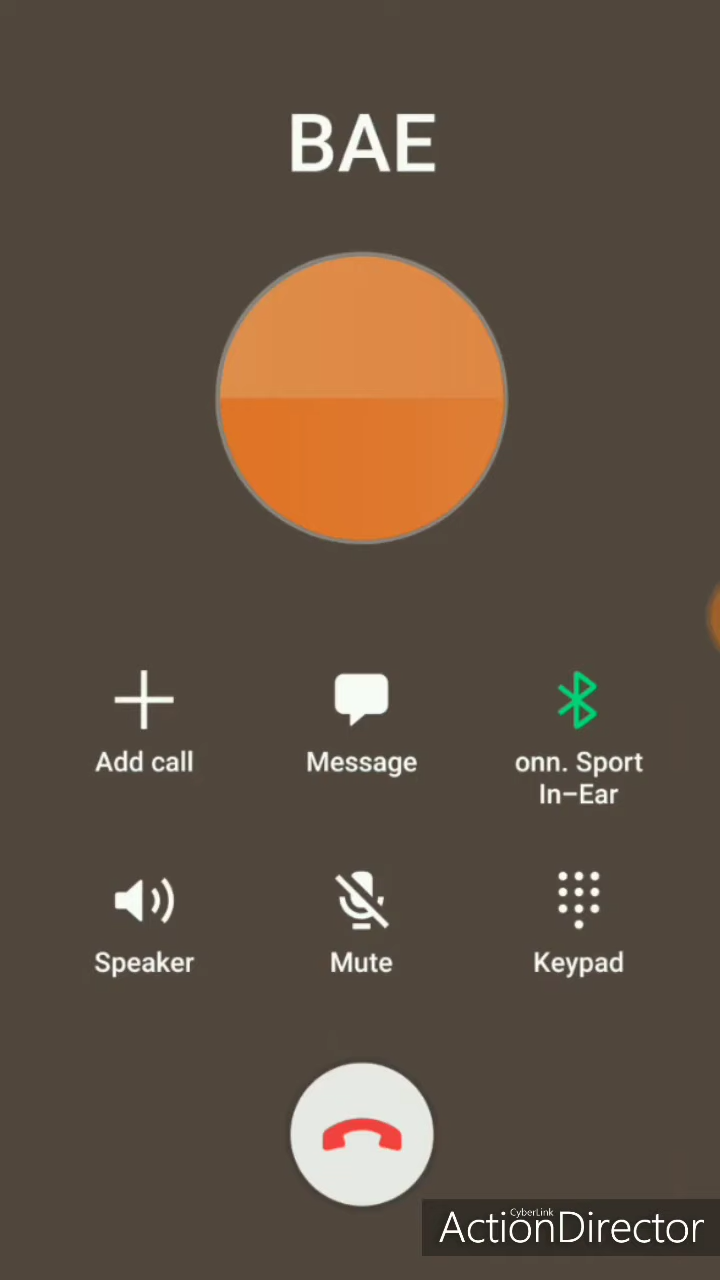 BAE
Add call
Message
onn. Sport
In-Ear
Speaker
Mute
Keypad
CyberLink
ActionDirector